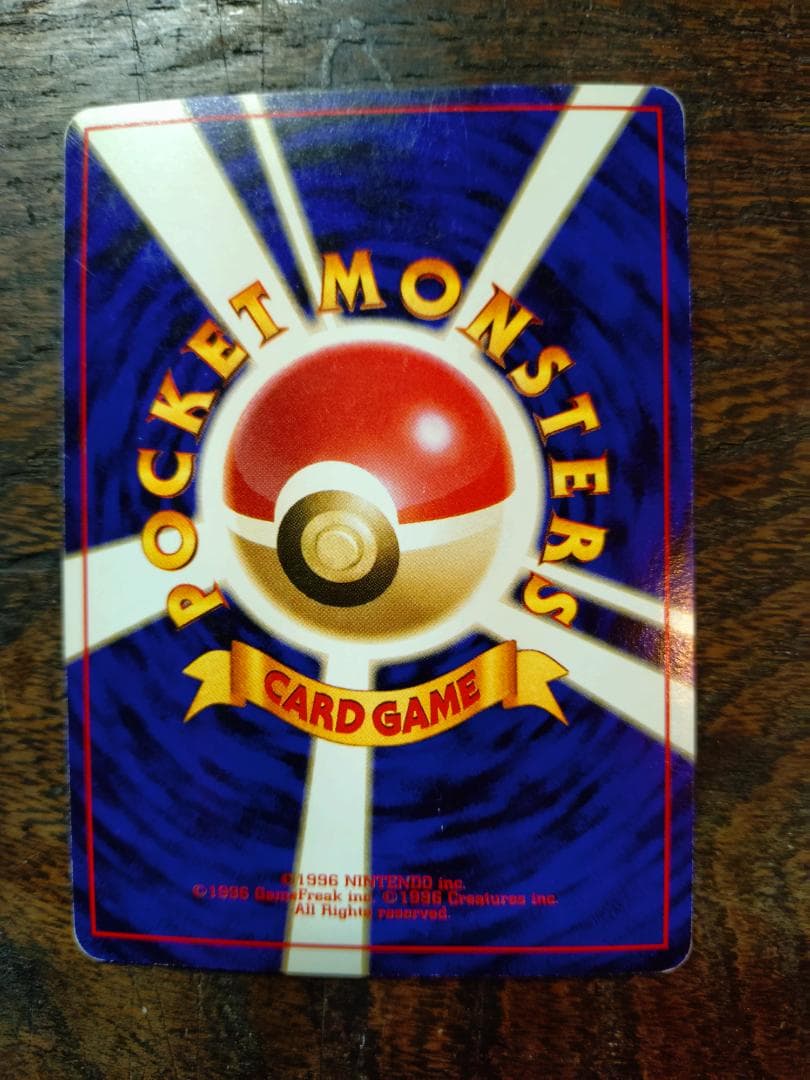 POCKET MONSTERS
CARD GAME
©1996 NINTENDO inc.
©1996 GameFreak inc. ©1996 Creatures inc.
All Rights reserved.